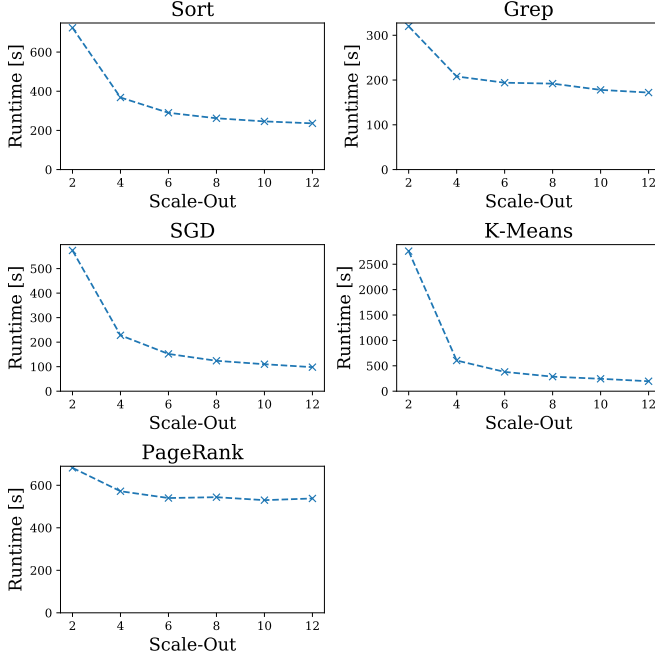 Sort
Runtime [s]
600
400
200
0
2 4 6 8 10 12
Scale-Out
Grep
Runtime [s]
300
200
100
0
2 4 6 8 10 12
Scale-Out
SGD
Runtime [s]
500
400
300
200
100
0
2 4 6 8 10 12
Scale-Out
K-Means
Runtime [s]
2500
2000
1500
1000
500
0
2 4 6 8 10 12
Scale-Out
PageRank
Runtime [s]
600
400
200
0
2 4 6 8 10 12
Scale-Out